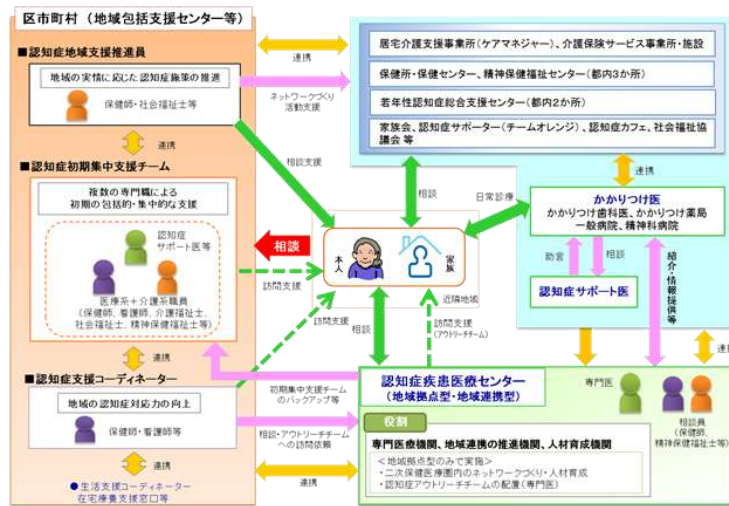 区市町村（地域包括支援センター等）
■認知症地域支援推進員
地域の実情に応じた認知症施策の推進
保健師・社会福祉士等
連携
■認知症初期集中支援チーム
複数の専門職による
初期の包括的・集中的な支援
認知症
サポート医等
医療系＋介護系職員
（保健師、看護師、介護福祉士、
社会福祉士、精神保健福祉士等）
連携
■認知症支援コーディネーター
地域の認知症対応力の向上
保健師・看護師等
連携
●生活支援コーディネーター
在宅療養支援窓口等
連携
ネットワークづくり
活動支援
相談支援
相談
訪問支援
訪問支援
初期集中支援チーム
のバックアップ等
相談・アウトリーチチーム
への訪問依頼
連携
居宅介護支援事業所（ケアマネジャー）、介護保険サービス事業所・施設
保健所・保健センター、精神保健福祉センター（都内3か所）
若年性認知症総合支援センター（都内2か所）
家族会、認知症サポーター（チームオレンジ）、認知症カフェ、社会福祉協
議会 等
相談
日常診療
連携
本人
家族
近隣地域
相談
訪問支援
（アウトリーチチーム）
かかりつけ医
かかりつけ歯科医、かかりつけ薬局
一般病院、精神科病院
助言
相談
紹介・情報提供等
認知症サポート医
連携
認知症疾患医療センター
（地域拠点型・地域連携型）
専門医
相談員
（保健師、
精神保健福祉士等）
役割
専門医療機関、地域連携の推進機関、人材育成機関
＜地域拠点型のみで実施＞
・二次保健医療圏内のネットワークづくり・人材育成
・認知症アウトリーチチームの配置（専門医）